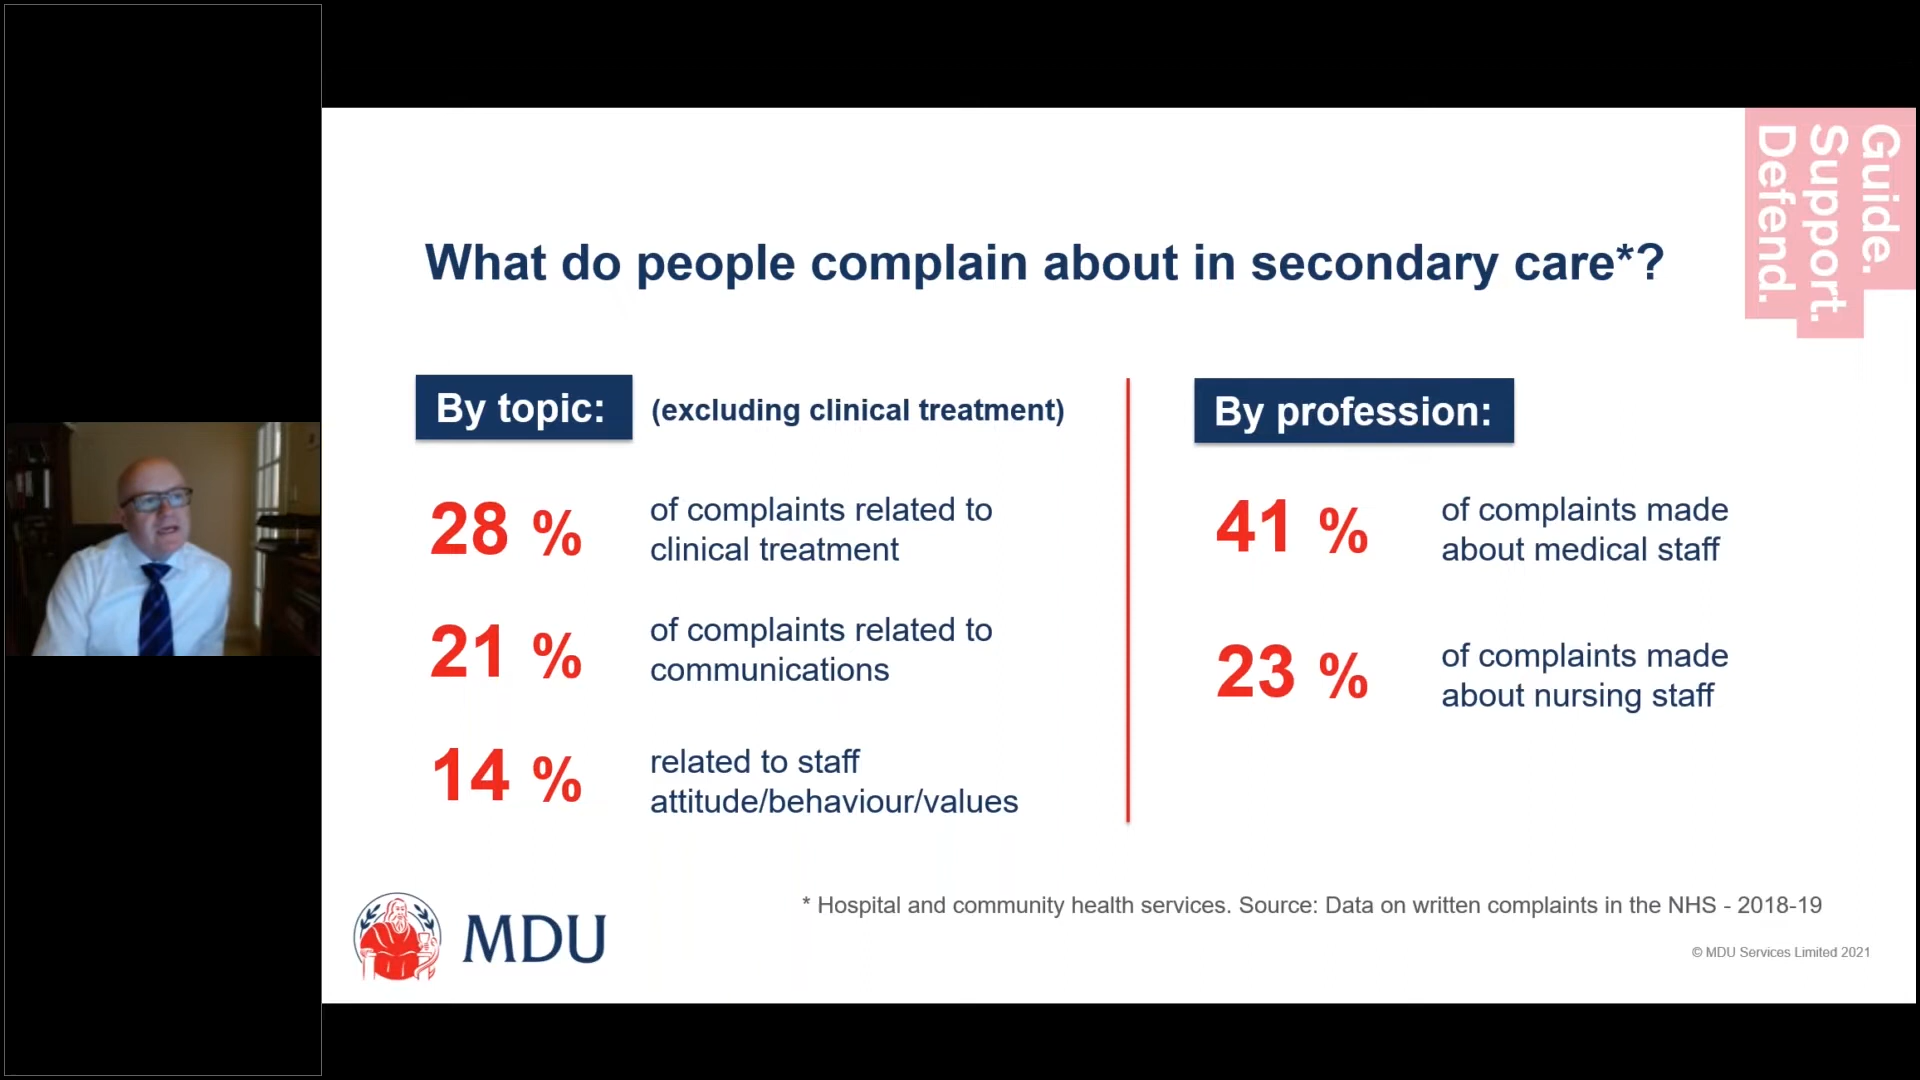 Guide.
Support.
Defend.
What do people complain about in secondary care*?
By topic: (excluding clinical treatment)
28 % of complaints related to
clinical treatment
21 % of complaints related to
communications
14 % related to staff
attitude/behaviour/values
By profession:
41 % of complaints made
about medical staff
23 % of complaints made
about nursing staff
* Hospital and community health services. Source: Data on written complaints in the NHS - 2018-19
MDU
© MDU Services Limited 2021